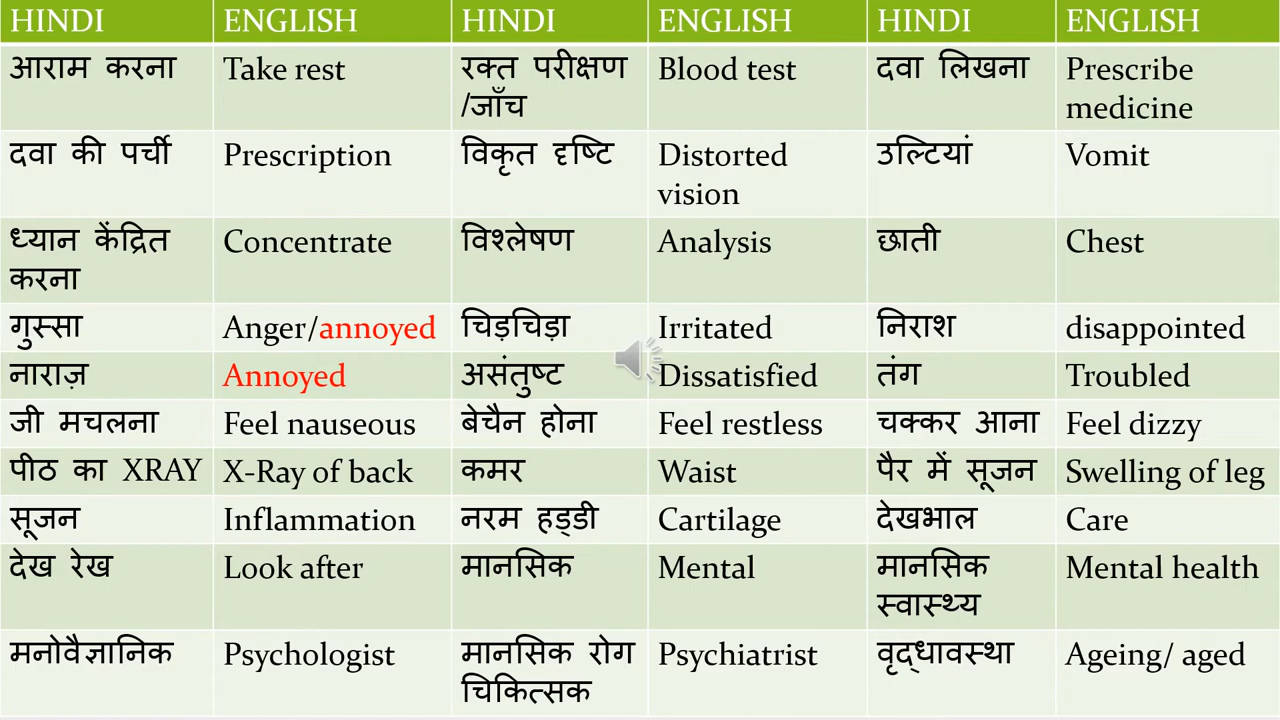 HINDI ENGLISH HINDI ENGLISH HINDI ENGLISH
आराम करना Take rest रक्त परीक्षण Blood test दवा लिखना Prescribe
/जाँच medicine
दवा की पर्ची Prescription विकृत दृष्टि Distorted उल्टियां Vomit
vision
ध्यान केंद्रित Concentrate विश्लेषण Analysis छाती Chest
करना
गुस्सा Anger/annoyed चिड़चिड़ा Irritated निराश disappointed
नाराज़ Annoyed असंतुष्ट Dissatisfied तंग Troubled
जी मचलना Feel nauseous बेचैन होना Feel restless चक्कर आना Feel dizzy
पीठ का XRAY X-Ray of back कमर Waist पैर में सूजन Swelling of leg
सूजन Inflammation नरम हड्डी Cartilage देखभाल Care
देख रेख Look after मानसिक Mental मानसिक Mental health
स्वास्थ्य
मनोवैज्ञानिक Psychologist मानसिक रोग Psychiatrist वृद्धावस्था Ageing/ aged
चिकित्सक